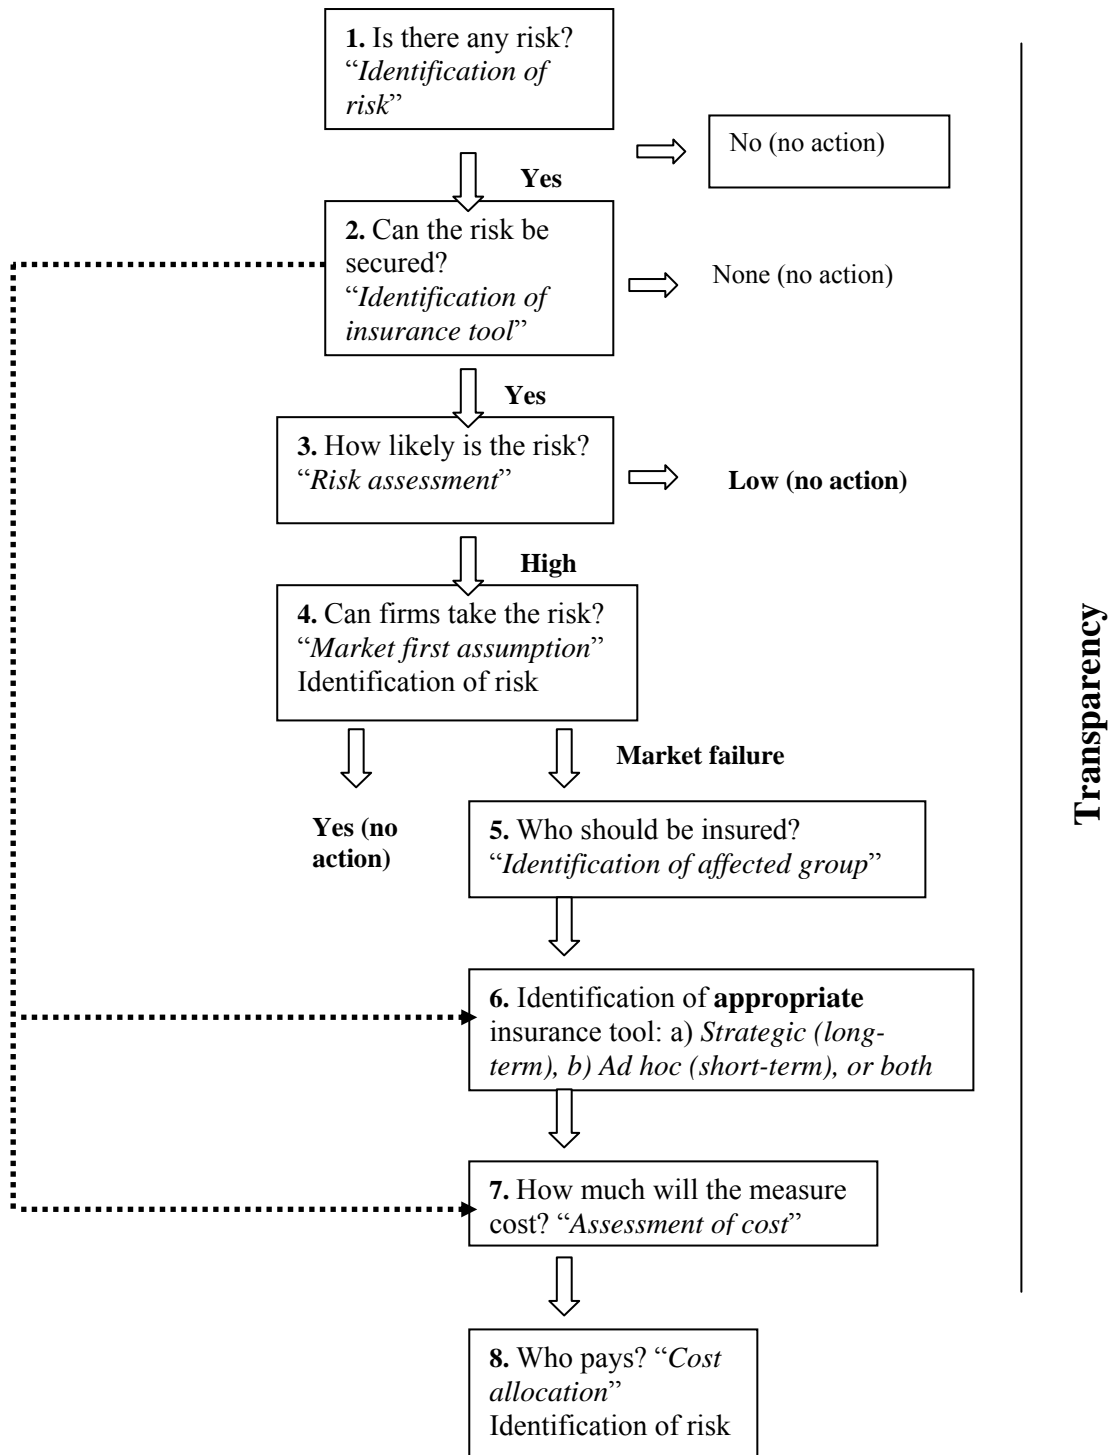 1. Is there any risk?
“Identification of
risk”
No (no action)
Yes
2. Can the risk be
secured?
“Identification of
insurance tool”
None (no action)
Yes
3. How likely is the risk?
“Risk assessment”
Low (no action)
High
4. Can firms take the risk?
“Market first assumption”
Identification of risk
Market failure
Yes (no
action)
5. Who should be insured?
“Identification of affected group”
6. Identification of appropriate
insurance tool: a) Strategic (long-
term), b) Ad hoc (short-term), or both
7. How much will the measure
cost? “Assessment of cost”
8. Who pays? “Cost
allocation”
Identification of risk
Transparency